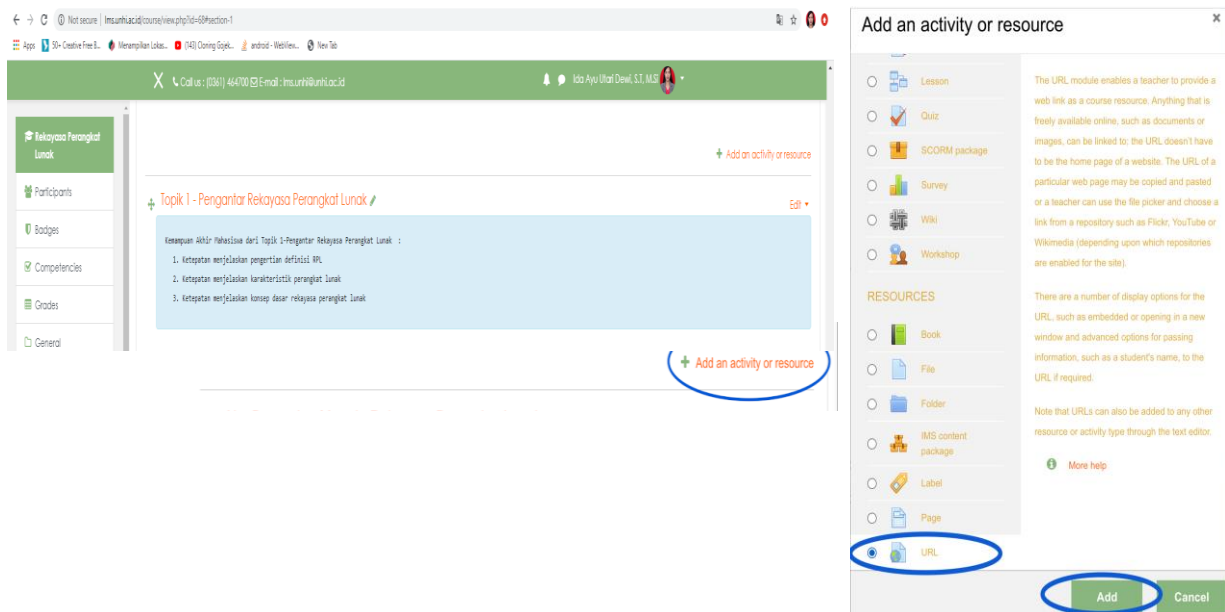 Not secure | lms.unhi.ac.id/course/view.php?id=68#section-1
Apps 50+ Creative Free B... Menampilkan Lokas... (143) Cloning Gojek... android - WebView... New Tab
X Call us : (0361) 464700 E-mail : lms.unhi@unhi.ac.id Ida Ayu Utari Dewi, S.T, M.Si
Rekayasa Perangkat
Lunak
Participants
Badges
Competencies
Grades
General
+ Add an activity or resource
Topik 1 - Pengantar Rekayasa Perangkat Lunak
Edit
Kemampuan Akhir Mahasiswa dari Topik 1-Pengantar Rekayasa Perangkat Lunak :
1. Ketepatan menjelaskan pengertian definisi RPL
2. Ketepatan menjelaskan karakteristik perangkat lunak
3. Ketepatan menjelaskan konsep dasar rekayasa perangkat lunak
+ Add an activity or resource
Add an activity or resource ×
Lesson
Quiz
SCORM package
Survey
Wiki
Workshop
RESOURCES
Book
File
Folder
IMS content
package
Label
Page
URL
The URL module enables a teacher to provide a
web link as a course resource. Anything that is
freely available online, such as documents or
images, can be linked to; the URL doesn't have
to be the home page of a website. The URL of a
particular web page may be copied and pasted
or a teacher can use the file picker and choose a
link from a repository such as Flickr, YouTube or
Wikimedia (depending upon which repositories
are enabled for the site).
There are a number of display options for the
URL, such as embedded or opening in a new
window and advanced options for passing
information, such as a student's name, to the
URL if required.
Note that URLs can also be added to any other
resource or activity type through the text editor.
More help
Add Cancel